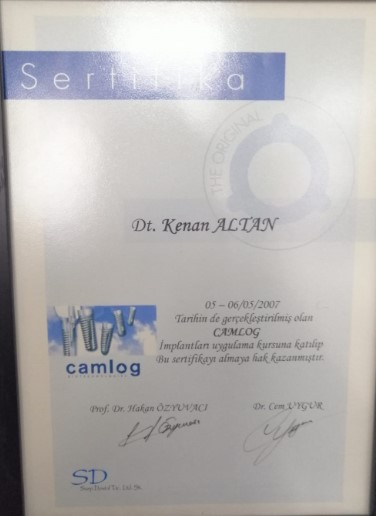 Sertifika
THE ORIGINAL
Dt. Kenan ALTAN
05 – 06/05/2007
Tarihin de gerçekleştirilmiş olan
CAMLOG
İmplantları uygulama kursuna katılıp
Bu sertifikayı almaya hak kazanmıştır.
camlog
Prof. Dr. Hakan ÖZYUVACI
Dr. Cem UYGUR
SD